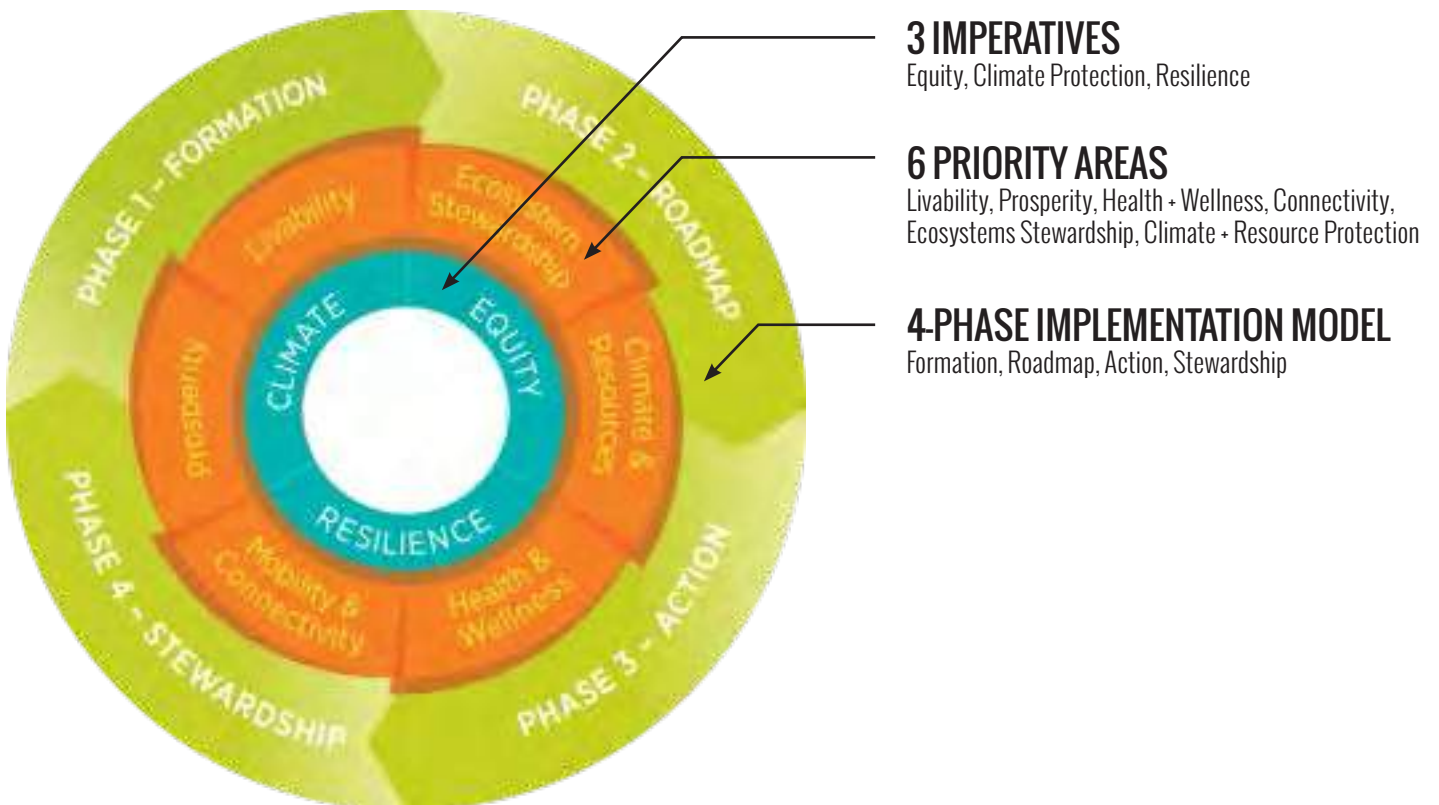 PHASE 1 - FORMATION
PHASE 2 - ROADMAP
PHASE 3 - ACTION
PHASE 4 - STEWARDSHIP
Livability
Ecosystem
Stewardship
Climate &
Resources
Health &
Wellness
Mobility &
Connectivity
prosperity
CLIMATE
EQUITY
RESILIENCE
3 IMPERATIVES
Equity, Climate Protection, Resilience
6 PRIORITY AREAS
Livability, Prosperity, Health + Wellness, Connectivity,
Ecosystems Stewardship, Climate + Resource Protection
4-PHASE IMPLEMENTATION MODEL
Formation, Roadmap, Action, Stewardship